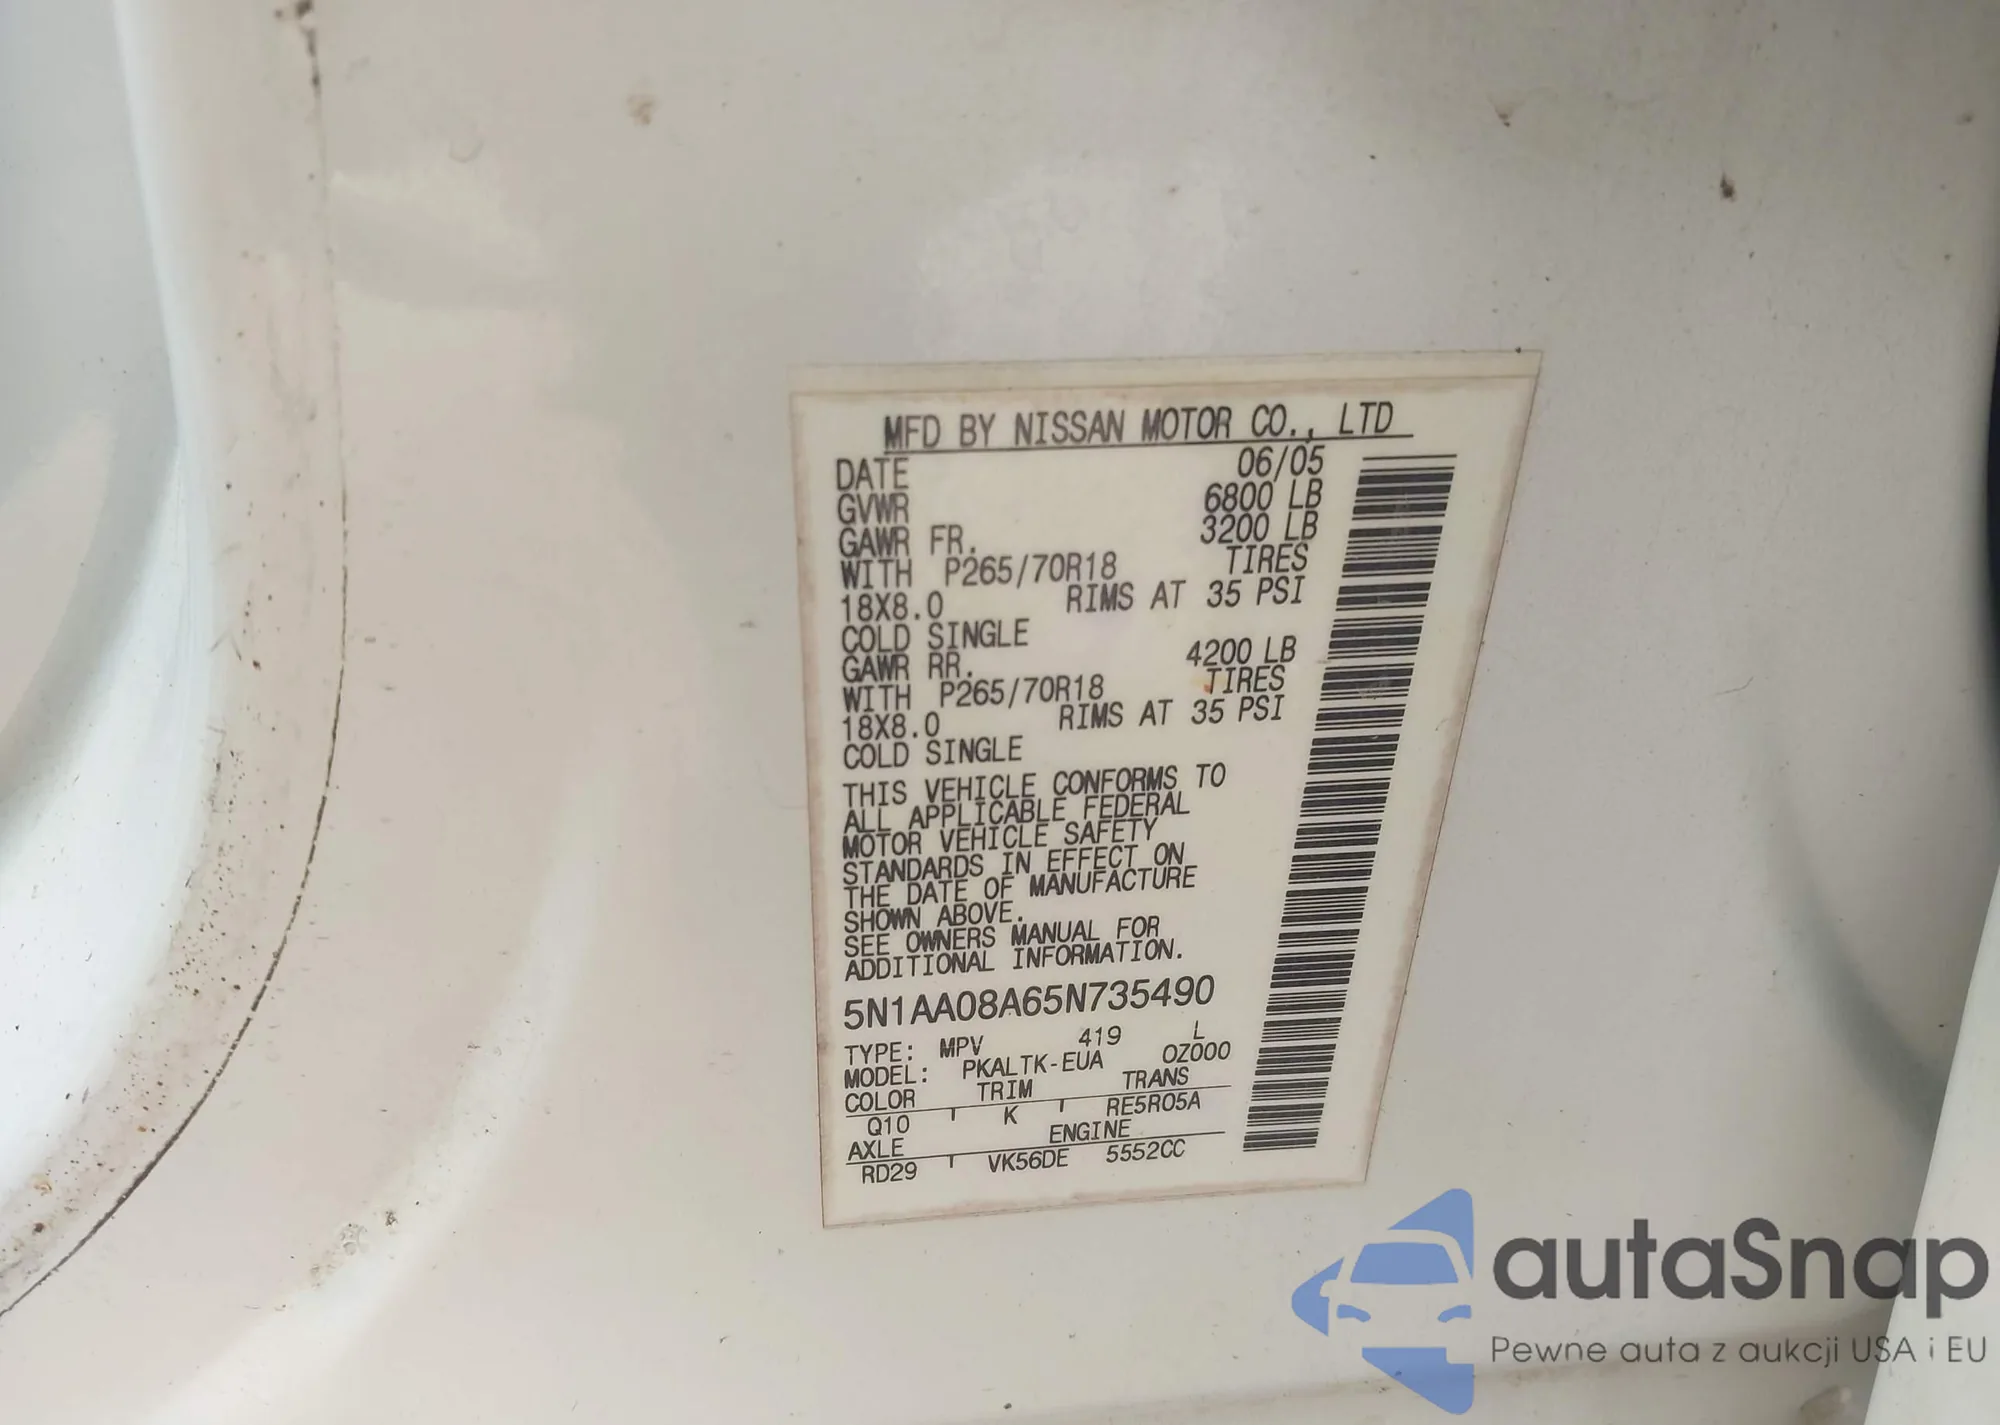 MFD BY NISSAN MOTOR CO., LTD
DATE 06/05
GVWR 6800 LB
GAWR FR. 3200 LB
WITH P265/70R18 TIRES
18X8.0 RIMS AT 35 PSI
COLD SINGLE
GAWR RR. 4200 LB
WITH P265/70R18 TIRES
18X8.0 RIMS AT 35 PSI
COLD SINGLE
THIS VEHICLE CONFORMS TO
ALL APPLICABLE FEDERAL
MOTOR VEHICLE SAFETY
STANDARDS IN EFFECT ON
THE DATE OF MANUFACTURE
SHOWN ABOVE.
SEE OWNERS MANUAL FOR
ADDITIONAL INFORMATION.
5N1AA08A65N735490
TYPE: MPV 419 L
MODEL: PKALTK-EUA OZ000
COLOR TRIM TRANS
Q10 K RE5R05A
AXLE ENGINE
RD29 VK56DE 5552CC
autaSnap
Pewne auta z aukcji USA i EU